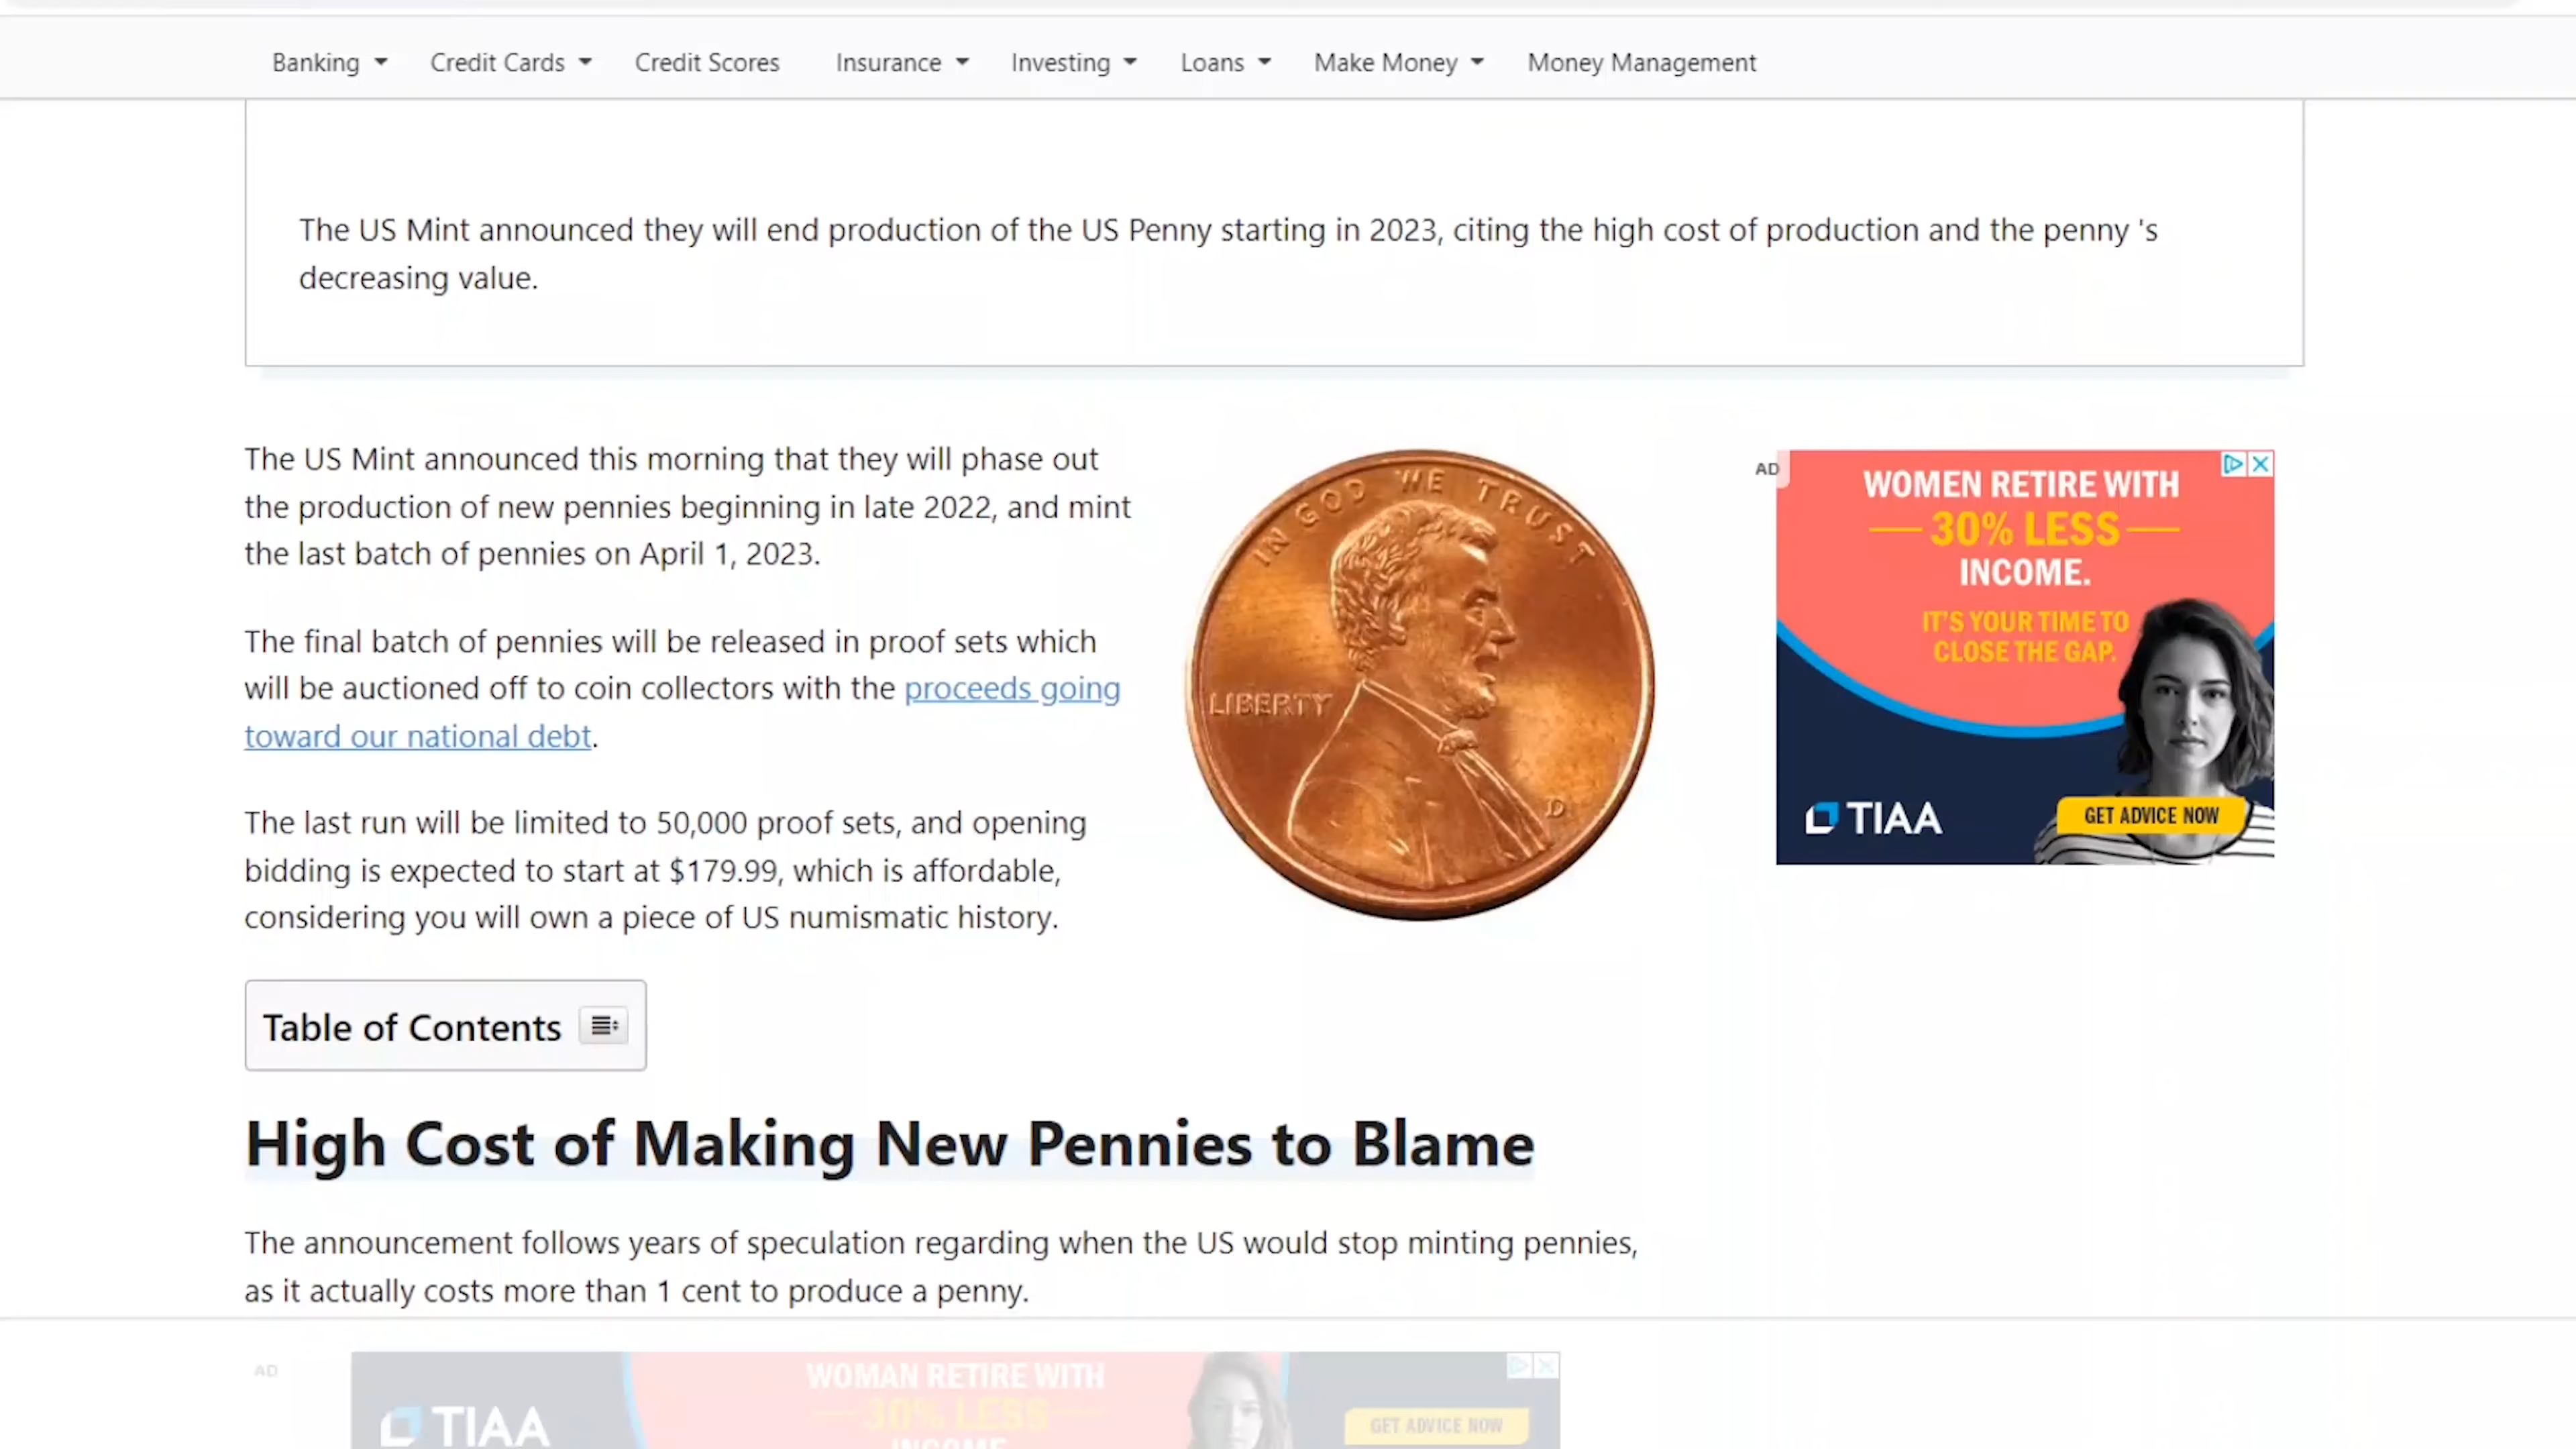 Banking Credit Cards Credit Scores Insurance Investing Loans Make Money Money Management
The US Mint announced they will end production of the US Penny starting in 2023, citing the high cost of production and the penny 's
decreasing value.
The US Mint announced this morning that they will phase out
the production of new pennies beginning in late 2022, and mint
the last batch of pennies on April 1, 2023.
The final batch of pennies will be released in proof sets which
will be auctioned off to coin collectors with the proceeds going
toward our national debt.
The last run will be limited to 50,000 proof sets, and opening
bidding is expected to start at $179.99, which is affordable,
considering you will own a piece of US numismatic history.
IN GOD WE TRUST
LIBERTY
D
AD
WOMEN RETIRE WITH
30% LESS
INCOME.
IT'S YOUR TIME TO
CLOSE THE GAP.
TIAA
GET ADVICE NOW
Table of Contents
High Cost of Making New Pennies to Blame
The announcement follows years of speculation regarding when the US would stop minting pennies,
as it actually costs more than 1 cent to produce a penny.
AD
TIAA
WOMAN RETIRE WITH
30% LESS
INCOME
GET ADVICE NOW